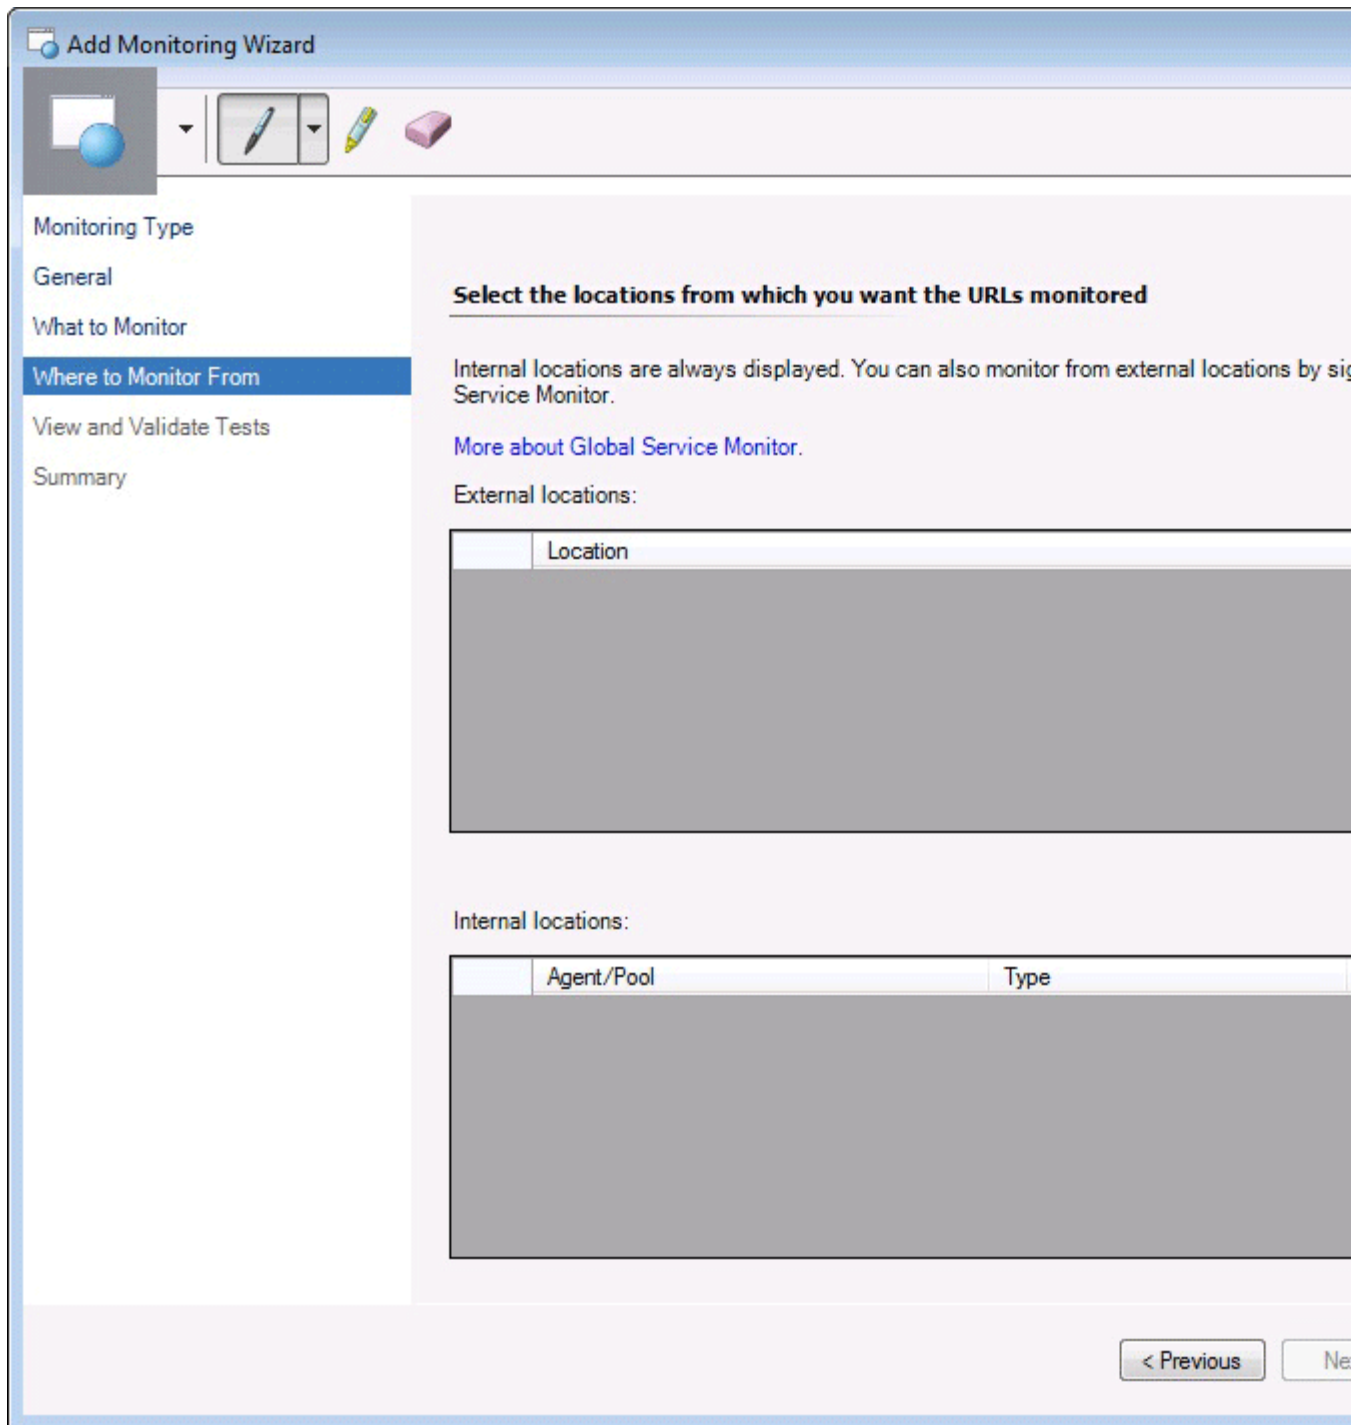 Add Monitoring Wizard
Monitoring Type
General
What to Monitor
Where to Monitor From
View and Validate Tests
Summary
Select the locations from which you want the URLs monitored
Internal locations are always displayed. You can also monitor from external locations by
Service Monitor.
More about Global Service Monitor.
External locations:
Location
Internal locations:
Agent/Pool Type
< Previous